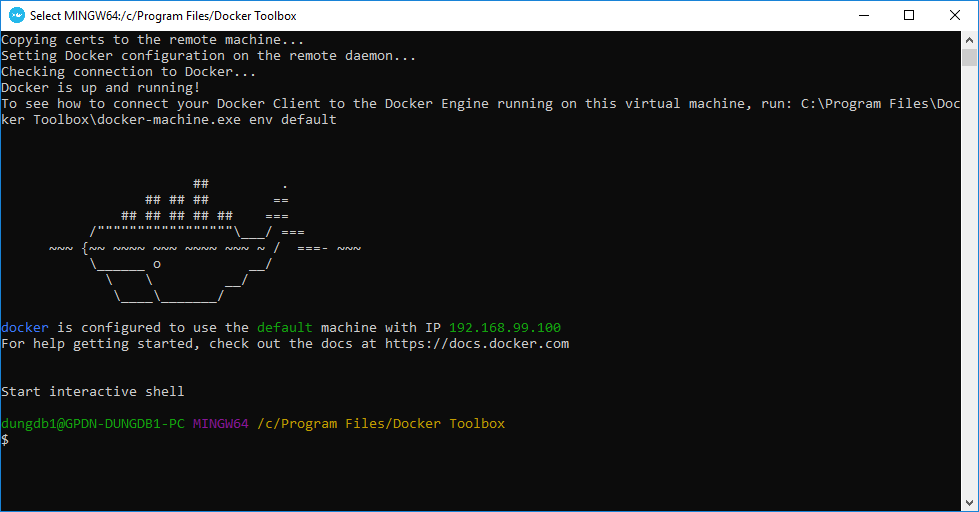 Select MINGW64:/c/Program Files/Docker Toolbox
Copying certs to the remote machine...
Setting Docker configuration on the remote daemon...
Checking connection to Docker...
Docker is up and running!
To see how to connect your Docker Client to the Docker Engine running on this virtual machine, run: C:\Program Files\Doc
ker Toolbox\docker-machine.exe env default
                        ##         .
                  ## ## ##        ==
               ## ## ## ## ##    ===
           /"""""""""""""""""\___/ ===
      ~~~ {~~ ~~~~ ~~~ ~~~~ ~~~ ~ /  ===- ~~~
           \______ o           __/
             \    \         __/
              \____\_______/
docker is configured to use the default machine with IP 192.168.99.100
For help getting started, check out the docs at https://docs.docker.com
Start interactive shell
dungdb1@GPDN-DUNGDB1-PC MINGW64 /c/Program Files/Docker Toolbox
$